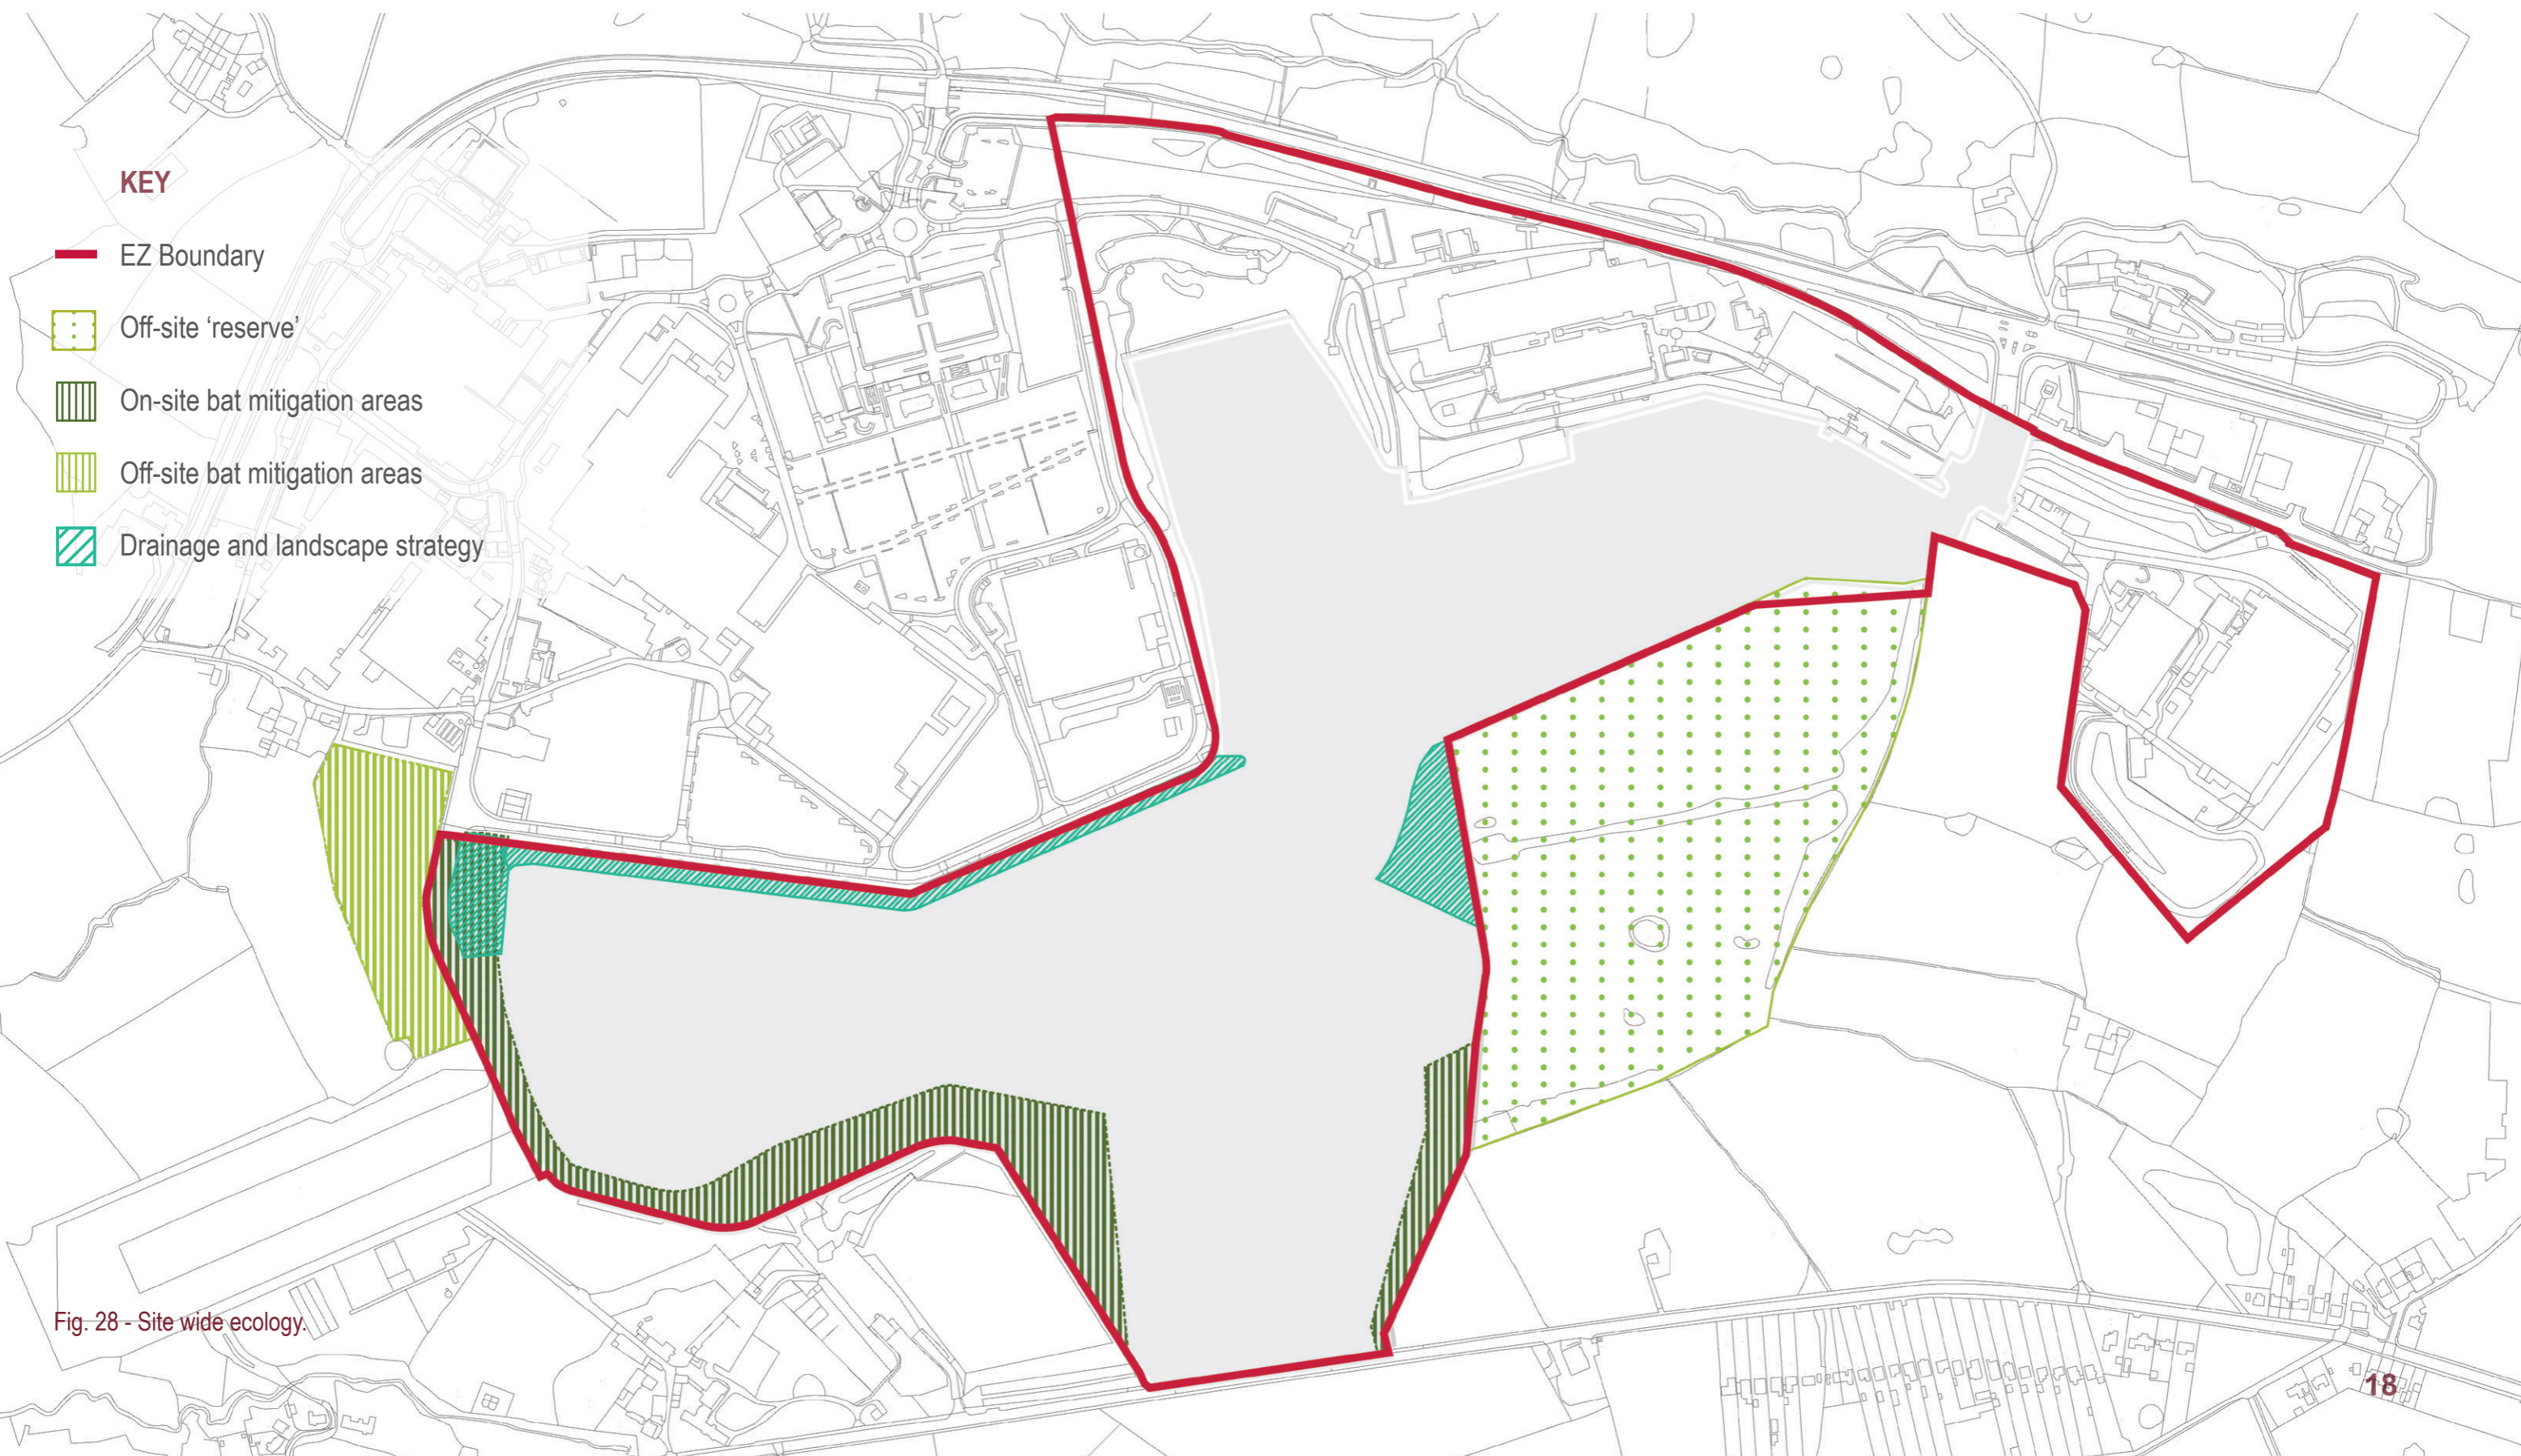 KEY
EZ Boundary
Off-site ‘reserve’
On-site bat mitigation areas
Off-site bat mitigation areas
Drainage and landscape strategy
Fig. 28 - Site wide ecology.
18